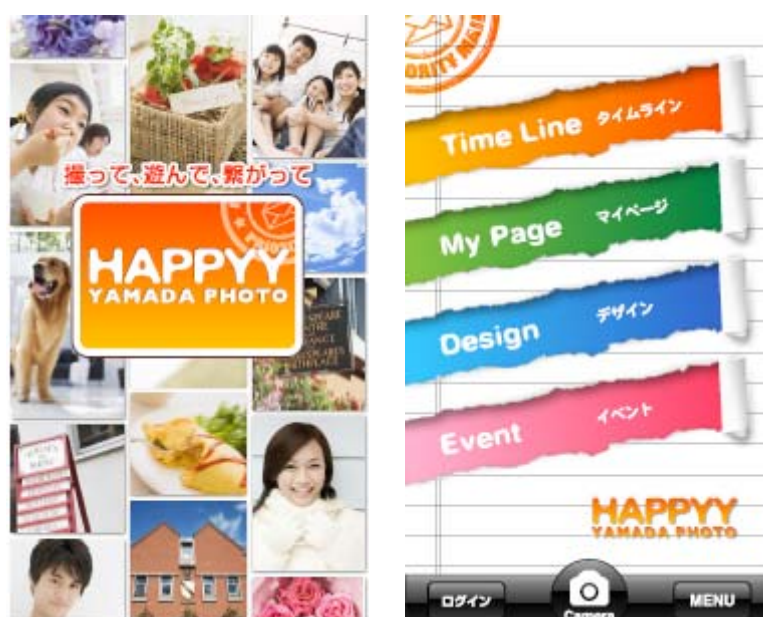 撮って、遊んで、繋がって
HAPPYY
YAMADA PHOTO
ORITY MAI
Time Line タイムライン
My Page マイページ
Design デザイン
Event イベント
HAPPYY
YAMADA PHOTO
ログイン
Camera
MENU